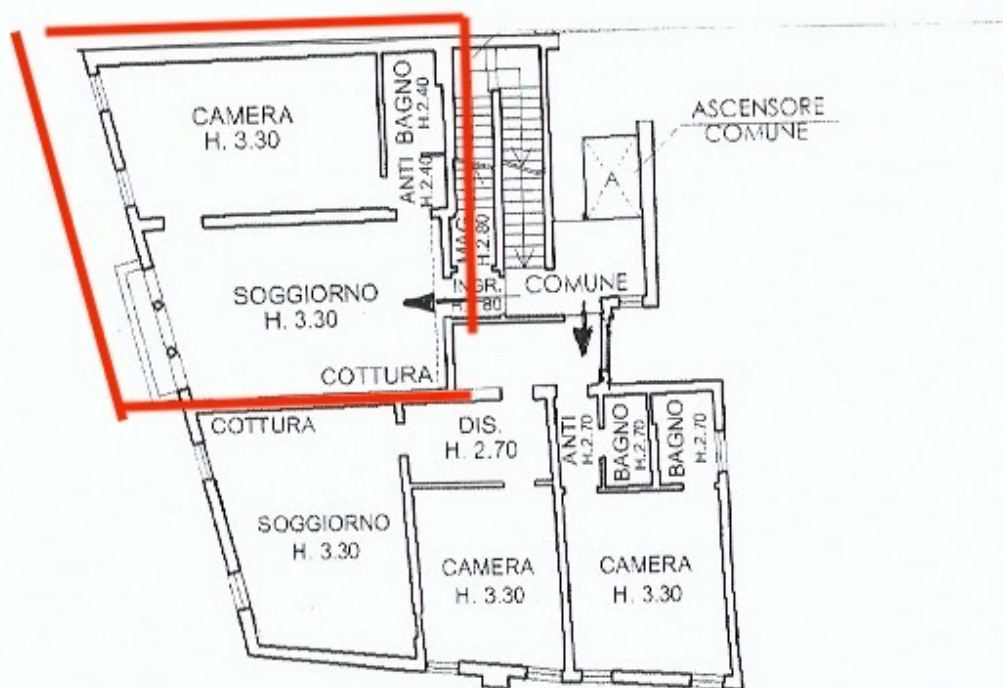 CAMERA
H. 3.30
BAGNO
H.2.40
ANTI
H.2.40
MAG.
H.2.80
ASCENSORE
COMUNE
A
SOGGIORNO
H. 3.30
INGR.
80
COMUNE
COTTURA
COTTURA
DIS.
H. 2.70
ANTI
H.2.70
BAGNO
H.2.70
BAGNO
H.2.70
SOGGIORNO
H. 3.30
CAMERA
H. 3.30
CAMERA
H. 3.30